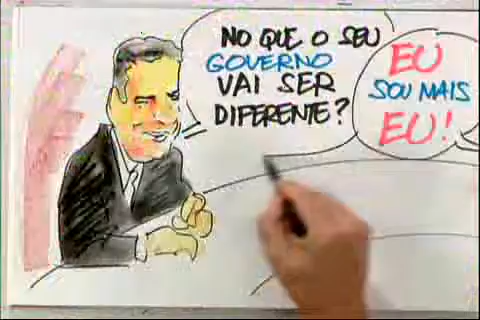 NO QUE O SEU
GOVERNO
VAI SER
DIFERENTE?
EU
SOU MAIS
EU!